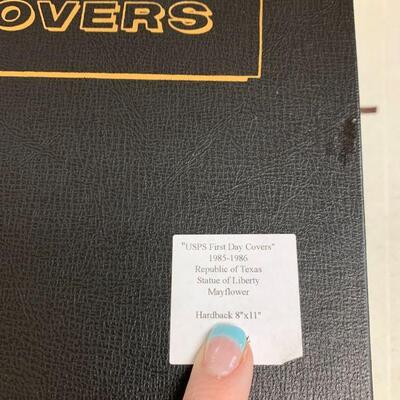 OVERS
"USPS First Day Covers"
1985-1986
Republic of Texas
Statue of Liberty
Mayflower
Hardback 8"x11"